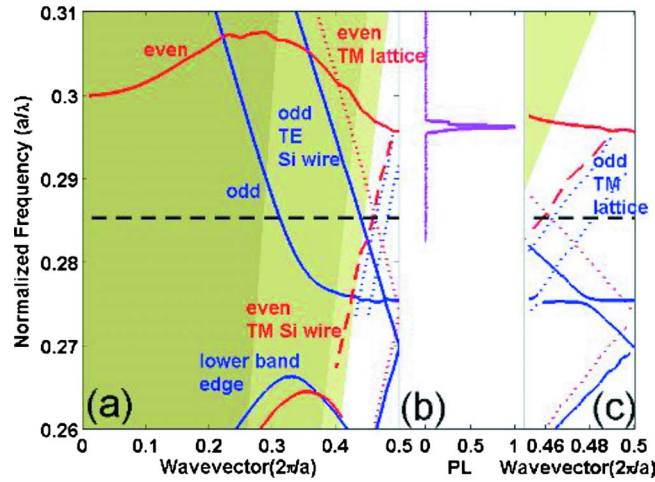 0.31
0.3
0.29
0.28
0.27
0.26
Normalized Frequency (a/λ)
even
even
TM lattice
odd
TE
Si wire
odd
odd
TM
lattice
even
TM Si wire
lower band
edge
(a)
(b)
(c)
0 0.1 0.2 0.3 0.4 0.5
0 0.5 1
0.46 0.48 0.5
Wavevector(2π/a)
PL
Wavevector(2π/a)